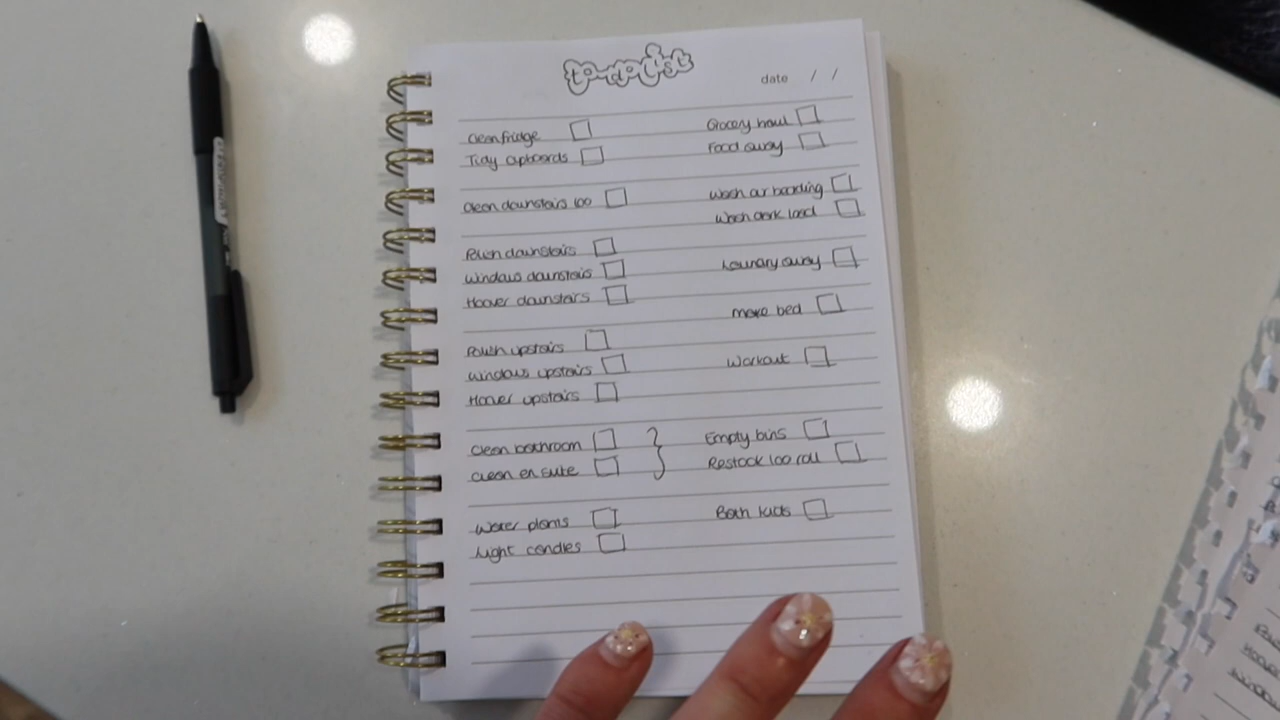 to-do list
date / /
Clean fridge
Tidy cupboards
Clean downstairs loo
Polish downstairs
Windows downstairs
Hoover downstairs
Polish upstairs
Windows upstairs
Hoover upstairs
Clean bathroom
Clean en suite
Water plants
Light candles
Grocery haul
Food away
Wash our bedding
Wash dark load
Laundry away
Make bed
Workout
Empty bins
Restock loo roll
Bath kids